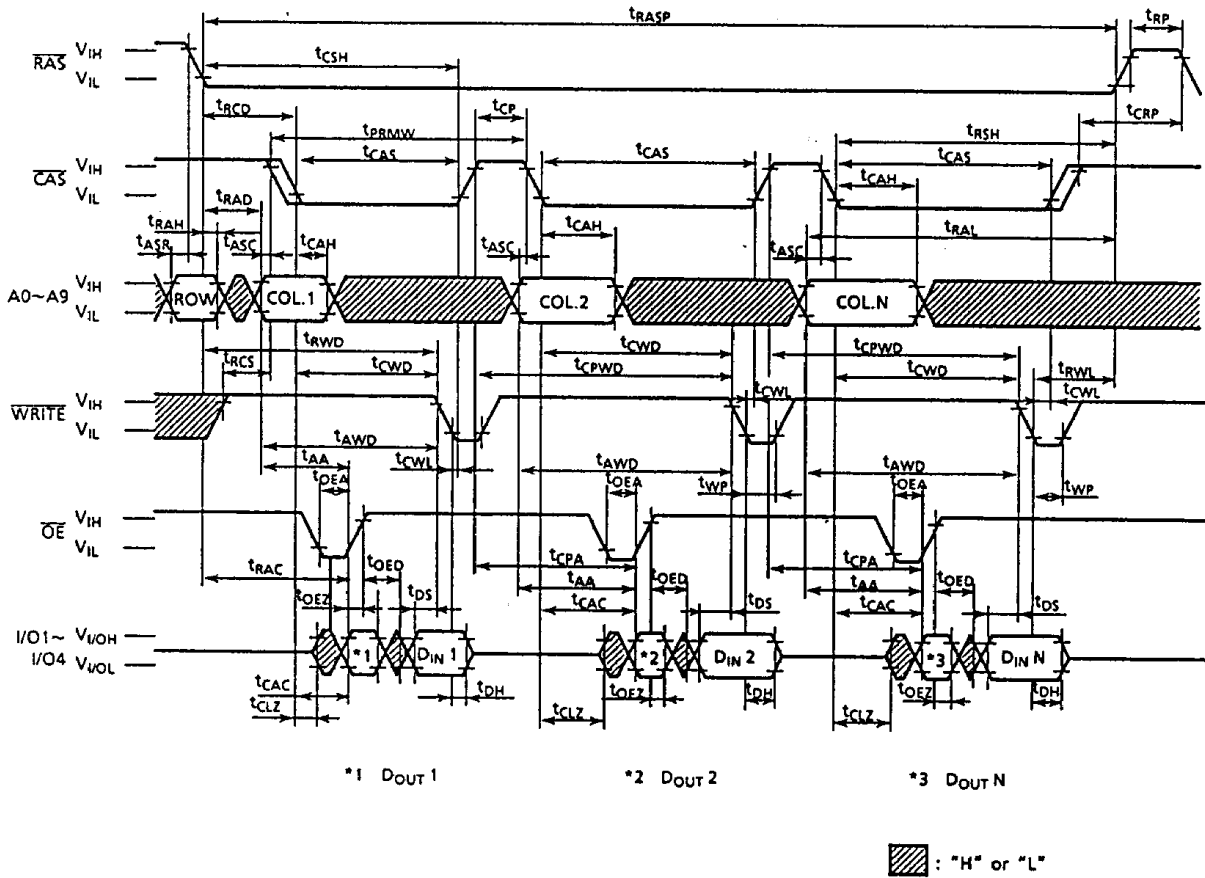 tRASP
tRP
RAS VIH
VIL
tCSH
tRCD
tCP
tCRP
tPRMW
tRSH
CAS VIH
VIL
tCAS
tCAS
tCAS
tRAD
tCAH
tRAH
tASR
tASC
tCAH
tCAH
tASC
tASC
tRAL
A0~A9 VIH
VIL
ROW
COL.1
COL.2
COL.N
tRWD
tCWD
tCPWD
tRCS
tCWD
tCPWD
tCWD
tRWL
WRITE VIH
VIL
tCWL
tCWL
tAWD
tAA
tCWL
tAWD
tAWD
tOEA
tOEA
tOEA
tWP
tWP
OE VIH
VIL
tRAC
tOED
tCPA
tOED
tCPA
tOED
tAA
tAA
tOEZ
tDS
tCAC
tDS
tCAC
tDS
I/O1~ VI/OH
I/O4 VI/OL
*1
DIN 1
*2
DIN 2
*3
DIN N
tCAC
tDH
tOEZ
tDH
tOEZ
tDH
tCLZ
tCLZ
tCLZ
*1 DOUT 1
*2 DOUT 2
*3 DOUT N
: "H" or "L"